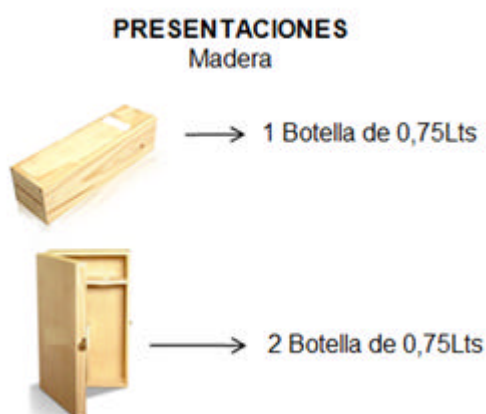 PRESENTACIONES
Madera
1 Botella de 0,75Lts
2 Botella de 0,75Lts